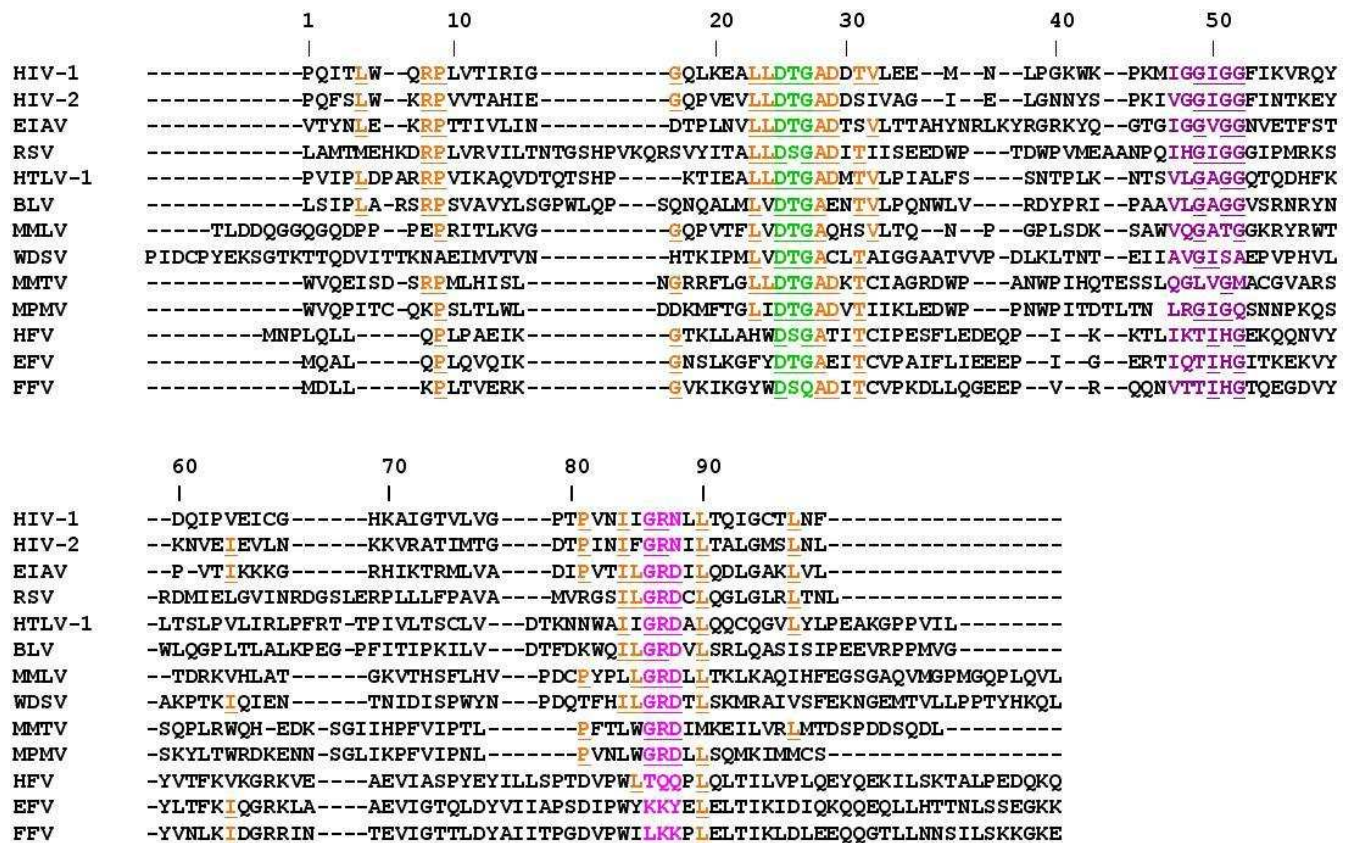 1 10 20 30 40 50
HIV-1 ------------PQITLW--QRPLVTIRIG----------GQLKEALLDTGADDTVLEE--M--N--LPGKWK--PKMIGGIGGFIKVRQY
HIV-2 ------------PQFSLW--KRPVVTAHIE----------GQPVEVLLDTGADDSIVAG--I--E--LGNNYS--PKIVGGIGGFINTKEY
EIAV ------------VTYNLE--KRPTTIVLIN----------DTPLNVLLDTGADTSVLTTAHYNRLKYRGRKYQ--GTGIGGVGGNVETFST
RSV ------------LAMTMEHKDRPLVRVILTNTGSHPVKQRSVYITALLDSGADITIISEEDWP---TDWPVMEAANPQIHGIGGGIPMRKS
HTLV-1 ------------PVIPLDPARRPVIKAQVDTQTSHP-----KTIEALLDTGADMTVLPIALFS---SNTPLK--NTSVLGAGGQTQDHFK
BLV ------------LSIPLA-RSRPSVAVYLSGPWLQP---SQNQALMLVDTGAENTVLPQNWLV---RDYPRI--PAAVLGAGGVSRNRYN
MMLV -----TLDDQGGQGQDPP--PEPRITLKVG----------GQPVTFLVDTGAQHSVLTQ--N--P--GPLSDK--SAWVQGATGGKRYRWT
WDSV PIDCPYEKSGTKTTQDVITTKNAEIMVTVN----------HTKIPMLVDTGACLTAIGGAATVVP-DLKLTNT--EIIAVGISAEPVPHVL
MMTV ------------WVQEISD-SRPMLHISL---------NGRRFLGLLDTGADKTCIAGRDWP---ANWPIHQTESSLQGLVGMACGVARS
MPMV ------------WVQPITC-QKPSLTLWL---------DDKMFTGLIDTGADVTIIKLEDWP---PNWPITDTLTN LRGIGQSNNPKQS
HFV ---------MNPLQLL----QPLPAEIK-----------GTKLLAHWDSGATITCIPESFLEDEQP--I--K--KTLIKTIHGEKQQNVY
EFV ------------MQAL----QPLQVQIK-----------GNSLKGFYDTGAEITCVPAIFLIEEEP--I--G--ERTIQTIHGITKEKVY
FFV ------------MDLL----KPLTVERK-----------GVKIKGYWDSQADITCVPKDLLQGEEP--V--R--QQNVTTIHGTQEGDVY
60 70 80 90
HIV-1 --DQIPVEICG------HKAIGTVLVG----PTPVNIIGRNLLTQIGCTLNF------------------
HIV-2 --KNVEIEVLN------KKVRATIMTG----DTPINIFGRNILTALGMSLNL------------------
EIAV --P-VTIKKKG------RHIKTRMLVA----DIPVTILGRDILQDLGAKLVL------------------
RSV -RDMIELGVINRDGSLERPLLLFPAVA----MVRGSILGRDCLQGLGLRLTNL-----------------
HTLV-1 -LTSLPVLIRLPFRT-TPIVLTSCLV---DTKNNWAIIGRDALQQCQGVLYLPEAKGPPVIL--------
BLV -WLQGPLTLALKPEG-PFITIPKILV---DTFDKWQILGRDVLSRLQASISIPEEVRPPMVG--------
MMLV --TDRKVHLAT------GKVTHSFLHV---PDCPYPLLGRDLLTKLKAQIHFEGSGAQVMGPMGQPLQVL
WDSV -AKPTKIQIEN------TNIDISPWYN---PDQTFHILGRDTLSKMRAIVSFEKNGEMTVLLPPTYHKQL
MMTV -SQPLRWQH-EDK-SGIIHPFVIPTL-------PFTLWGRDIMKEILVRLMTDSPDDSQDL---------
MPMV -SKYLTWRDKENN-SGLIKPFVIPNL-------PVNLWGRDLLSQMKIMMCS------------------
HFV -YVTFKVKGRKVE----AEVIASPYEYILLSPTDVPWLTQQPLQLTILVPLQEYQEKILSKTALPEDQKQ
EFV -YLTFKIQGRKLA----AEVIGTQLDYVIIAPSDIPWYKKYELELTIKIDIQKQQEQLLHTTNLSSEGKK
FFV -YVNLKIDGRRIN----TEVIGTTLDYAIITPGDVPWILKKPLELTIKLDLEEQQGTLLNNSILSKKGKE